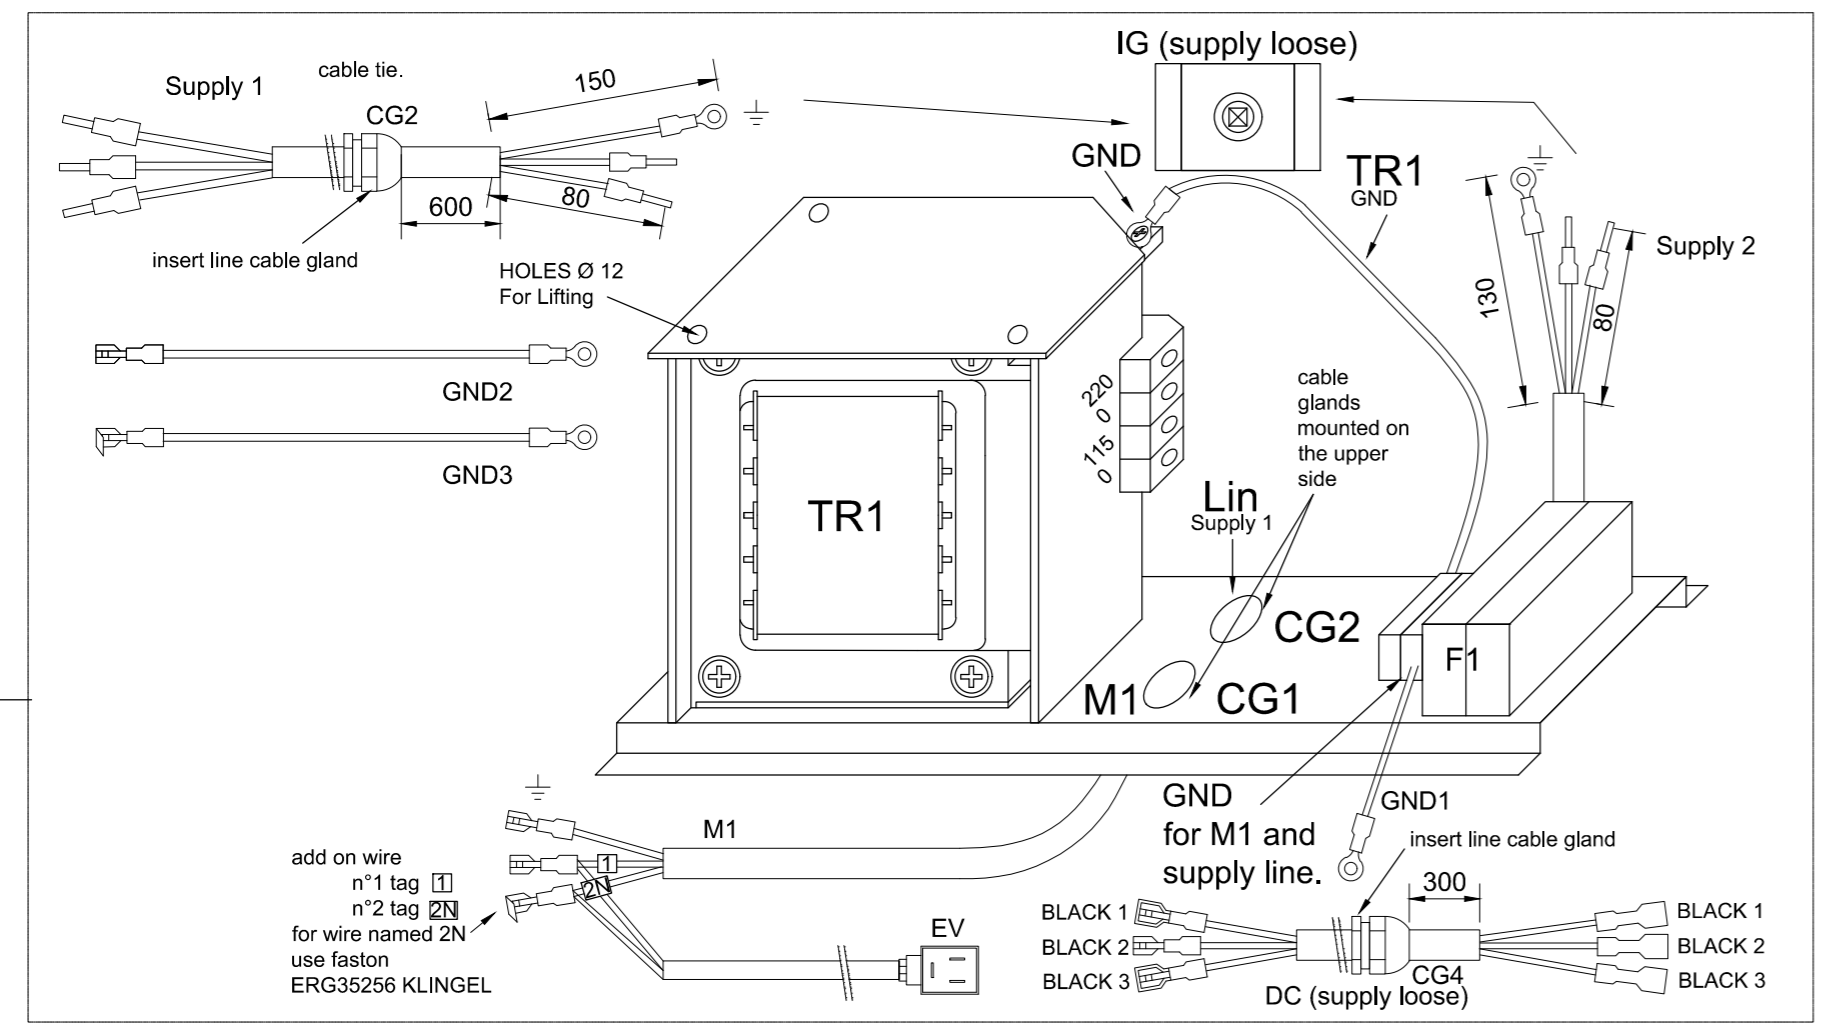 IG (supply loose)
cable tie.
Supply 1
150
CG2
GND
TR1
GND
600
80
insert line cable gland
HOLES Ø 12
For Lifting
Supply 2
130
80
GND2
GND3
220
0
115
0
cable
glands
mounted on
the upper
side
TR1
Lin
Supply 1
CG2
F1
M1
CG1
GND
for M1 and
supply line.
GND1
insert line cable gland
M1
add on wire
n°1 tag 1
n°2 tag 2N
for wire named 2N
use faston
ERG35256 KLINGEL
1
2N
EV
300
BLACK 1
BLACK 2
BLACK 3
BLACK 1
BLACK 2
BLACK 3
CG4
DC (supply loose)